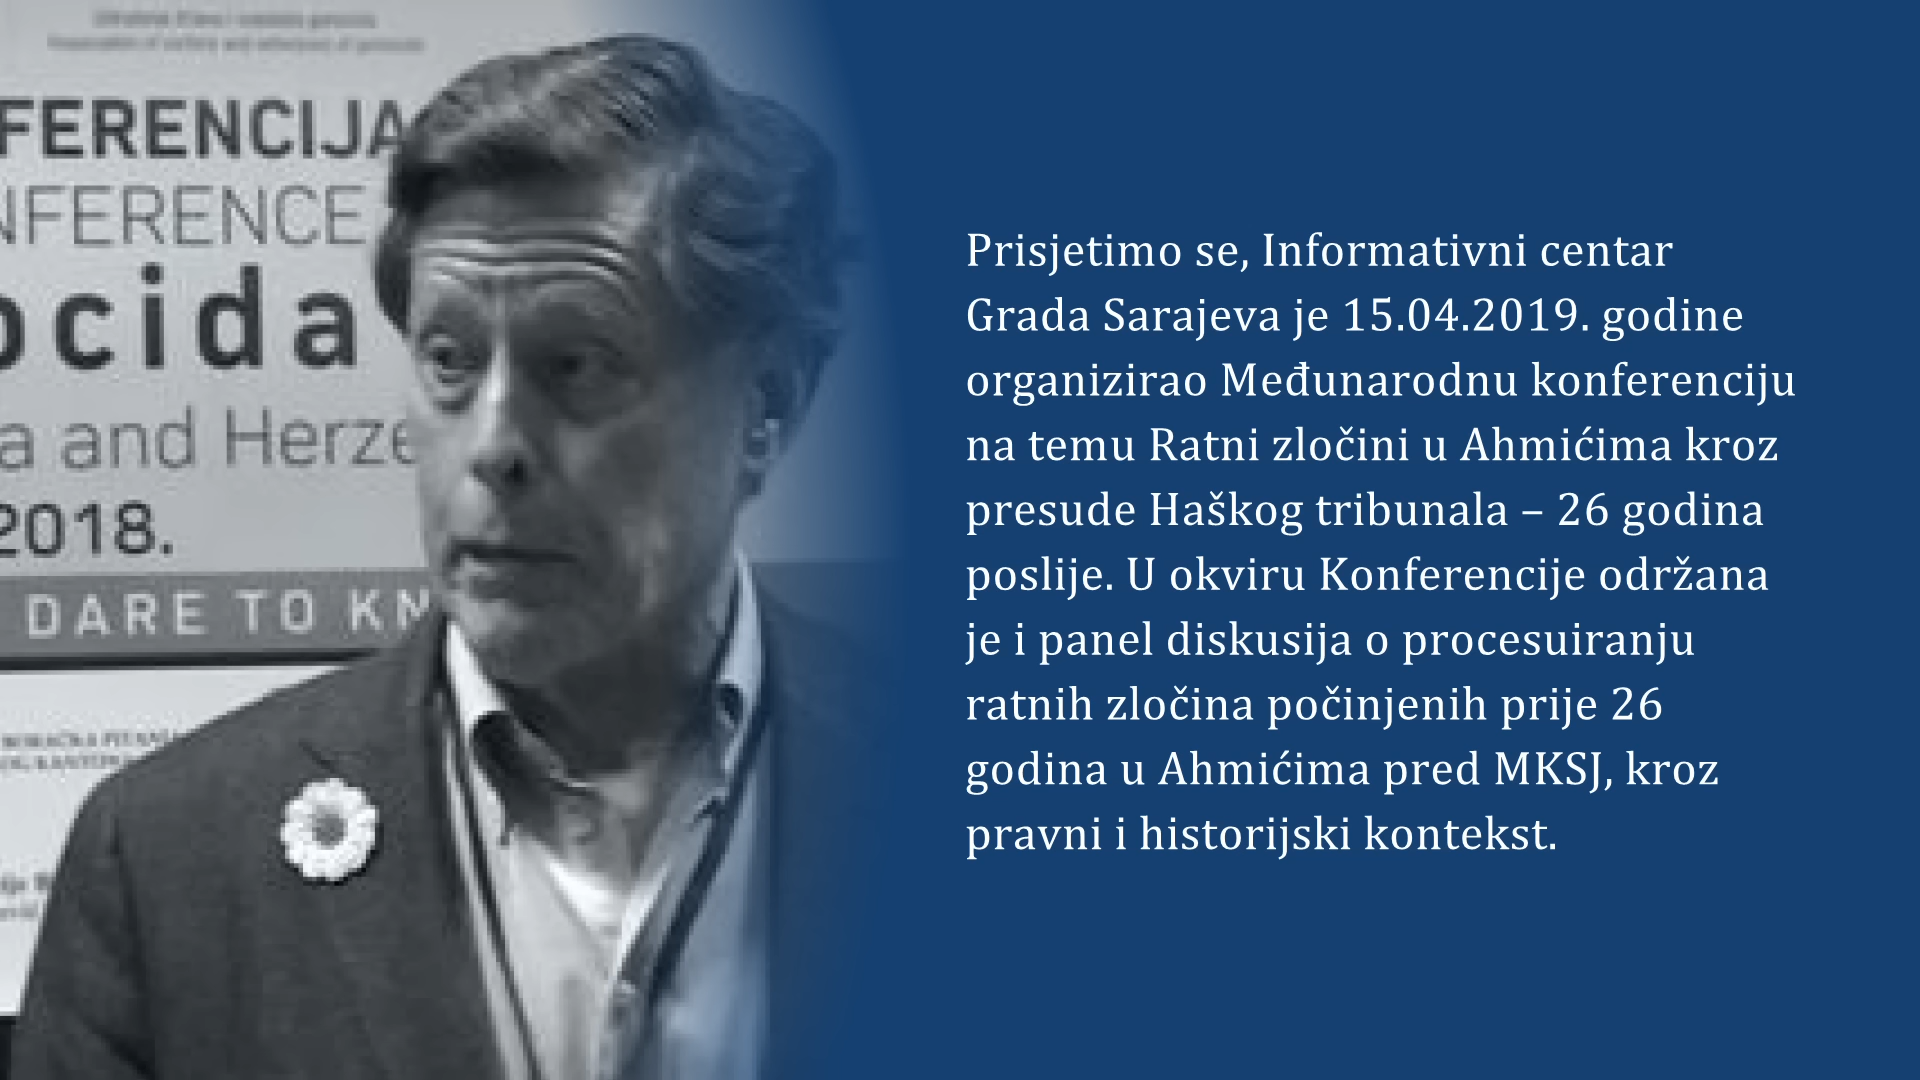 FERENCIJA
NFERENCE
ocida
a and Herze
2018.
DARE TO KN
Prisjetimo se, Informativni centar
Grada Sarajeva je 15.04.2019. godine
organizirao Međunarodnu konferenciju
na temu Ratni zločini u Ahmićima kroz
presude Haškog tribunala – 26 godina
poslije. U okviru Konferencije održana
je i panel diskusija o procesuiranju
ratnih zločina počinjenih prije 26
godina u Ahmićima pred MKSJ, kroz
pravni i historijski kontekst.